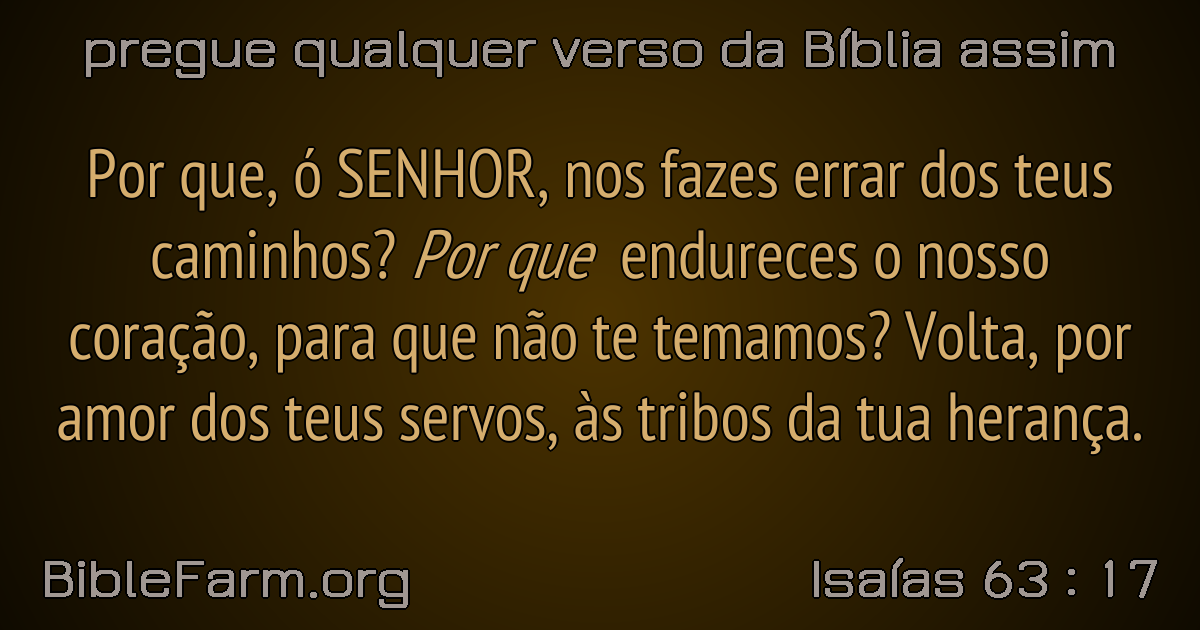 pregue qualquer verso da Bíblia assim
Por que, ó SENHOR, nos fazes errar dos teus
caminhos? Por que endureces o nosso
coração, para que não te temamos? Volta, por
amor dos teus servos, às tribos da tua herança.
BibleFarm.org
Isaías 63 : 17